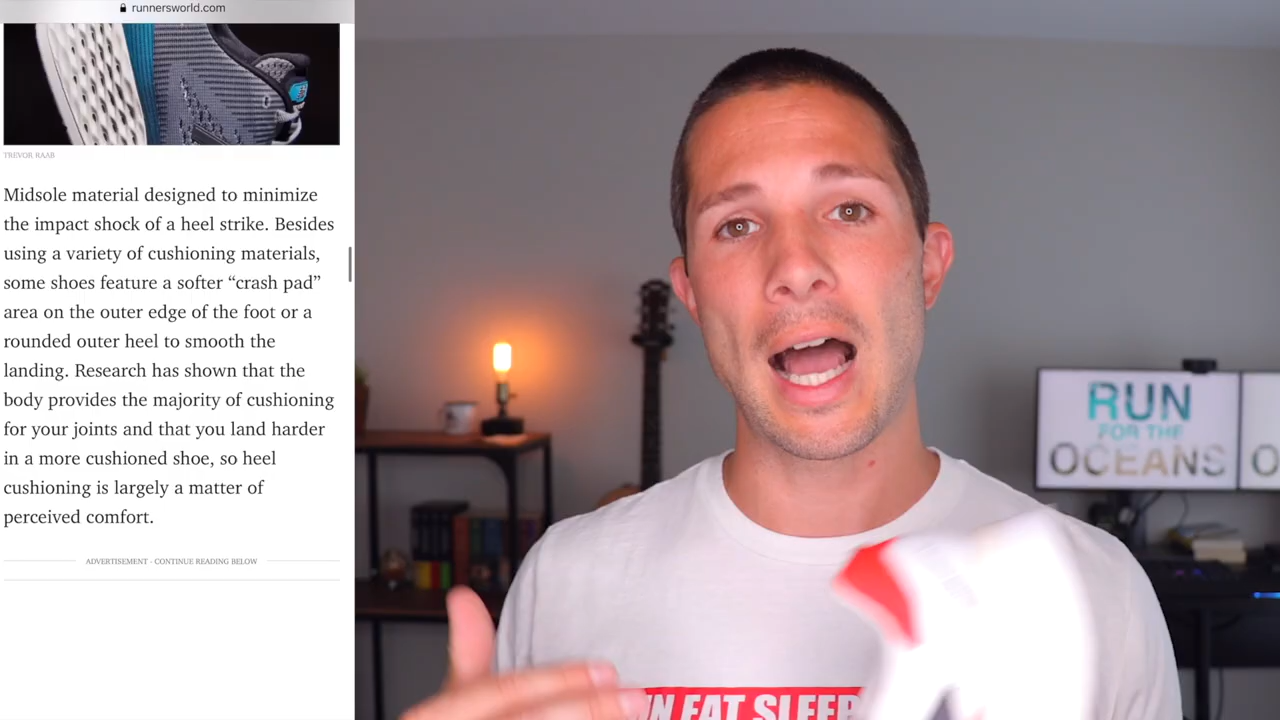 runnersworld.com
TREVOR RAAB
Midsole material designed to minimize
the impact shock of a heel strike. Besides
using a variety of cushioning materials,
some shoes feature a softer “crash pad”
area on the outer edge of the foot or a
rounded outer heel to smooth the
landing. Research has shown that the
body provides the majority of cushioning
for your joints and that you land harder
in a more cushioned shoe, so heel
cushioning is largely a matter of
perceived comfort.
ADVERTISEMENT - CONTINUE READING BELOW
RUN
FOR THE
OCEANS
EAT SLEEP